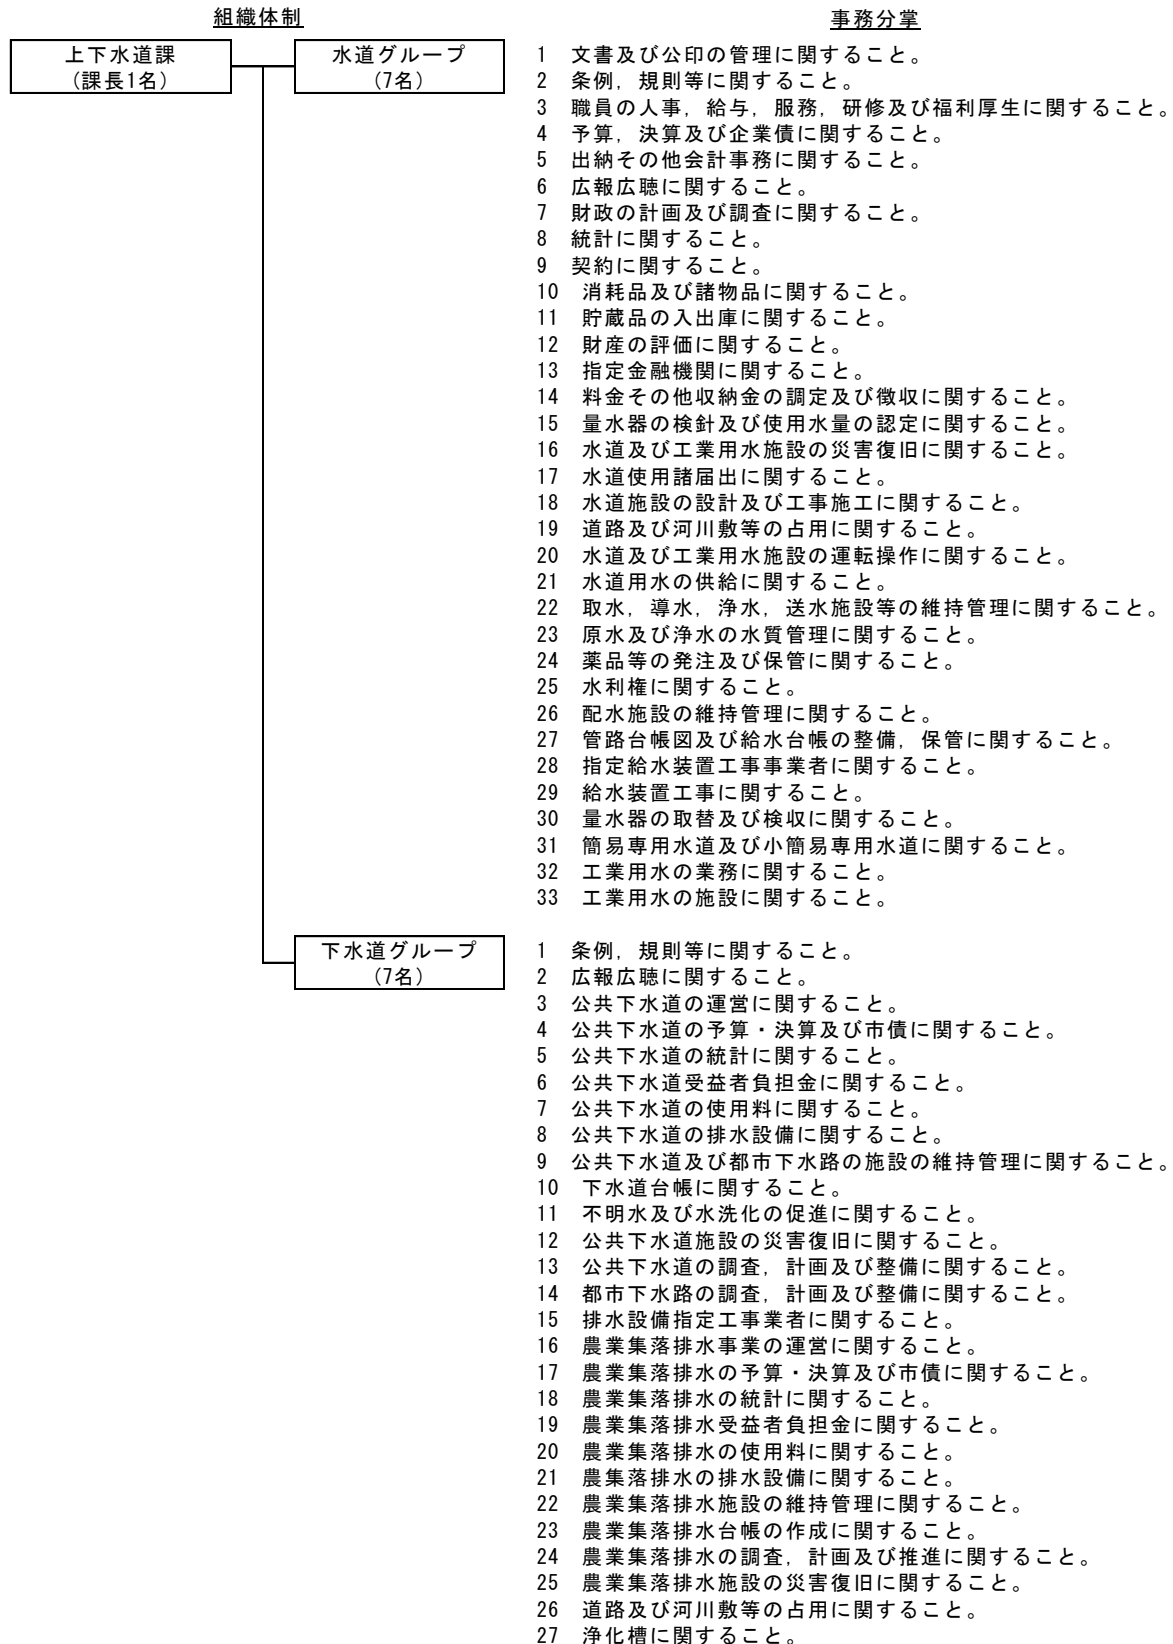 組織体制
事務分掌
上下水道課
(課長1名)
水道グループ
(7名)
1 文書及び公印の管理に関すること。
2 条例，規則等に関すること。
3 職員の人事，給与，服務，研修及び福利厚生に関すること。
4 予算，決算及び企業債に関すること。
5 出納その他会計事務に関すること。
6 広報広聴に関すること。
7 財政の計画及び調査に関すること。
8 統計に関すること。
9 契約に関すること。
10 消耗品及び諸物品に関すること。
11 貯蔵品の入出庫に関すること。
12 財産の評価に関すること。
13 指定金融機関に関すること。
14 料金その他収納金の調定及び徴収に関すること。
15 量水器の検針及び使用水量の認定に関すること。
16 水道及び工業用水施設の災害復旧に関すること。
17 水道使用諸届出に関すること。
18 水道施設の設計及び工事施工に関すること。
19 道路及び河川敷等の占用に関すること。
20 水道及び工業用水施設の運転操作に関すること。
21 水道用水の供給に関すること。
22 取水，導水，浄水，送水施設等の維持管理に関すること。
23 原水及び浄水の水質管理に関すること。
24 薬品等の発注及び保管に関すること。
25 水利権に関すること。
26 配水施設の維持管理に関すること。
27 管路台帳図及び給水台帳の整備，保管に関すること。
28 指定給水装置工事事業者に関すること。
29 給水装置工事に関すること。
30 量水器の取替及び検収に関すること。
31 簡易専用水道及び小簡易専用水道に関すること。
32 工業用水の業務に関すること。
33 工業用水の施設に関すること。
下水道グループ
(7名)
1 条例，規則等に関すること。
2 広報広聴に関すること。
3 公共下水道の運営に関すること。
4 公共下水道の予算・決算及び市債に関すること。
5 公共下水道の統計に関すること。
6 公共下水道受益者負担金に関すること。
7 公共下水道の使用料に関すること。
8 公共下水道の排水設備に関すること。
9 公共下水道及び都市下水路の施設の維持管理に関すること。
10 下水道台帳に関すること。
11 不明水及び水洗化の促進に関すること。
12 公共下水道施設の災害復旧に関すること。
13 公共下水道の調査，計画及び整備に関すること。
14 都市下水路の調査，計画及び整備に関すること。
15 排水設備指定工事業者に関すること。
16 農業集落排水事業の運営に関すること。
17 農業集落排水の予算・決算及び市債に関すること。
18 農業集落排水の統計に関すること。
19 農業集落排水受益者負担金に関すること。
20 農業集落排水の使用料に関すること。
21 農集落排水の排水設備に関すること。
22 農業集落排水施設の維持管理に関すること。
23 農業集落排水台帳の作成に関すること。
24 農業集落排水の調査，計画及び推進に関すること。
25 農業集落排水施設の災害復旧に関すること。
26 道路及び河川敷等の占用に関すること。
27 浄化槽に関すること。